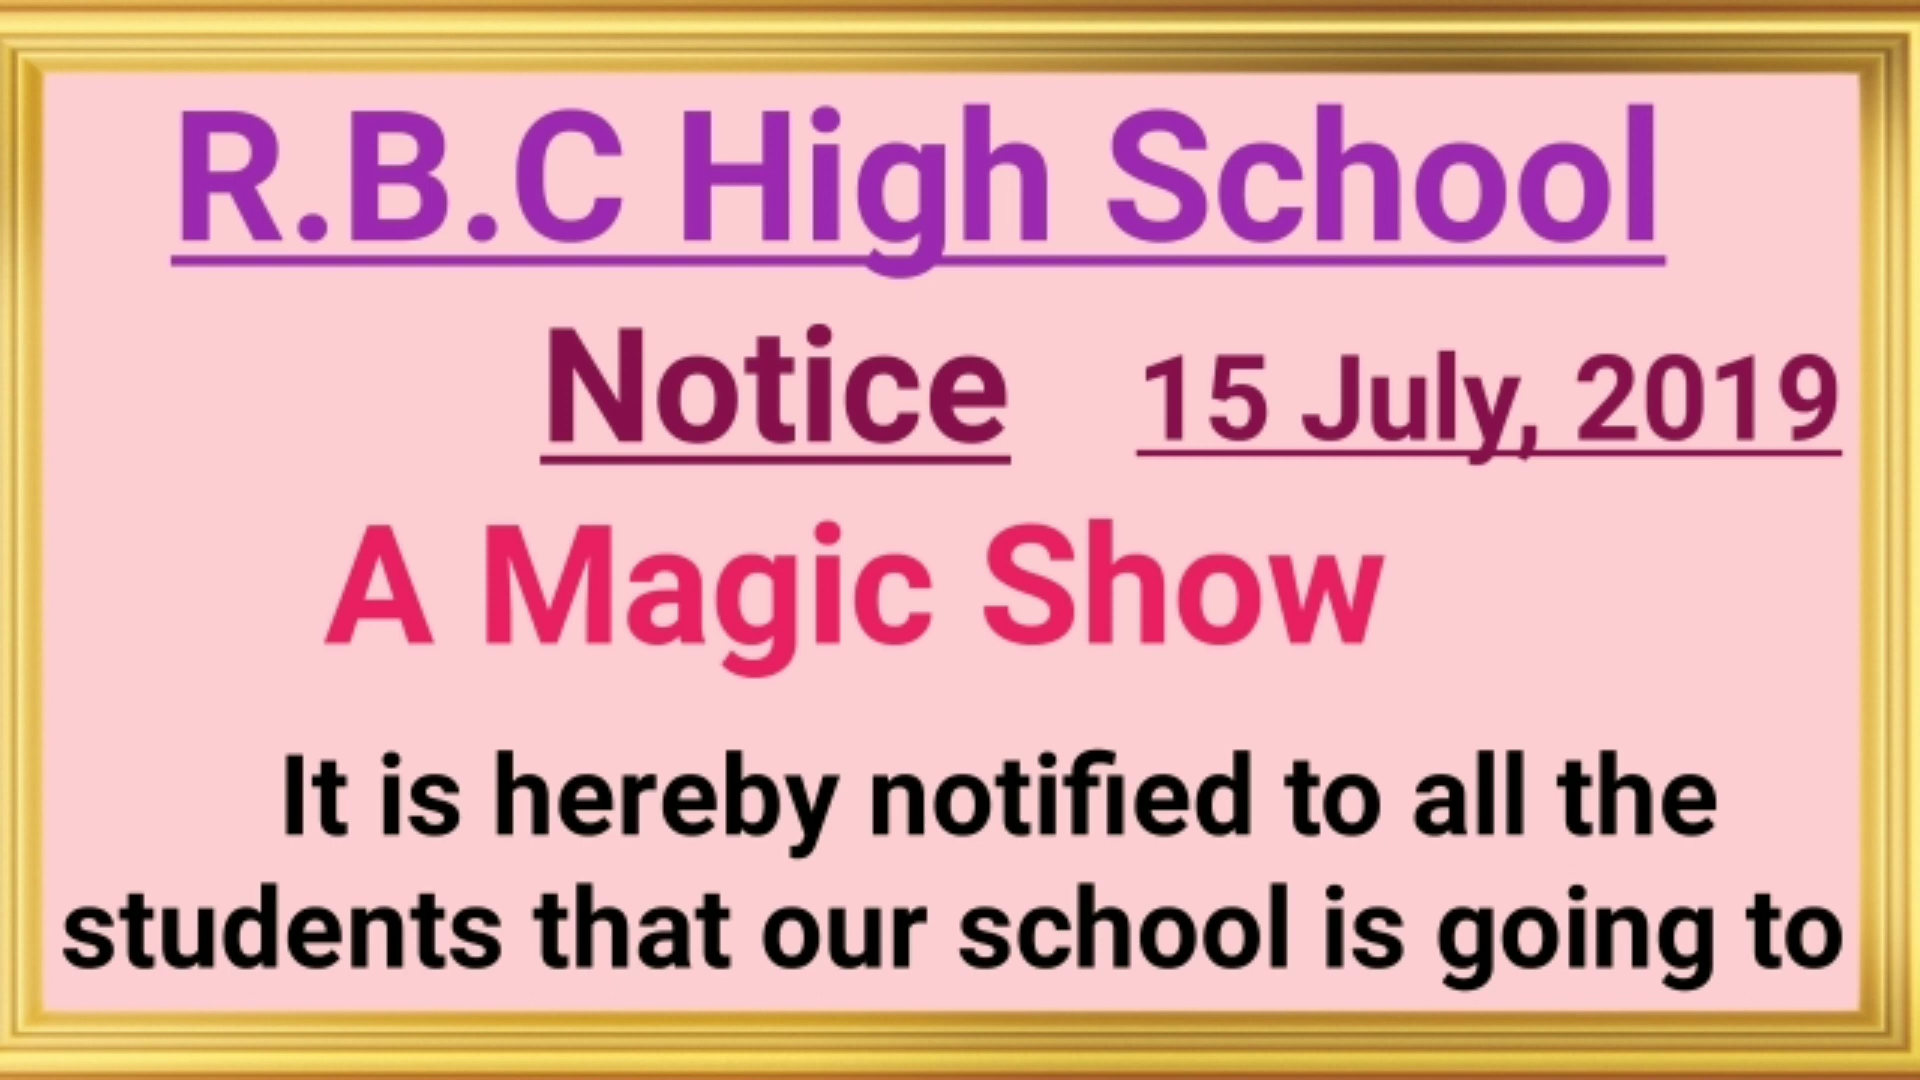 R.B.C High School
Notice 15 July, 2019
A Magic Show
It is hereby notified to all the
students that our school is going to